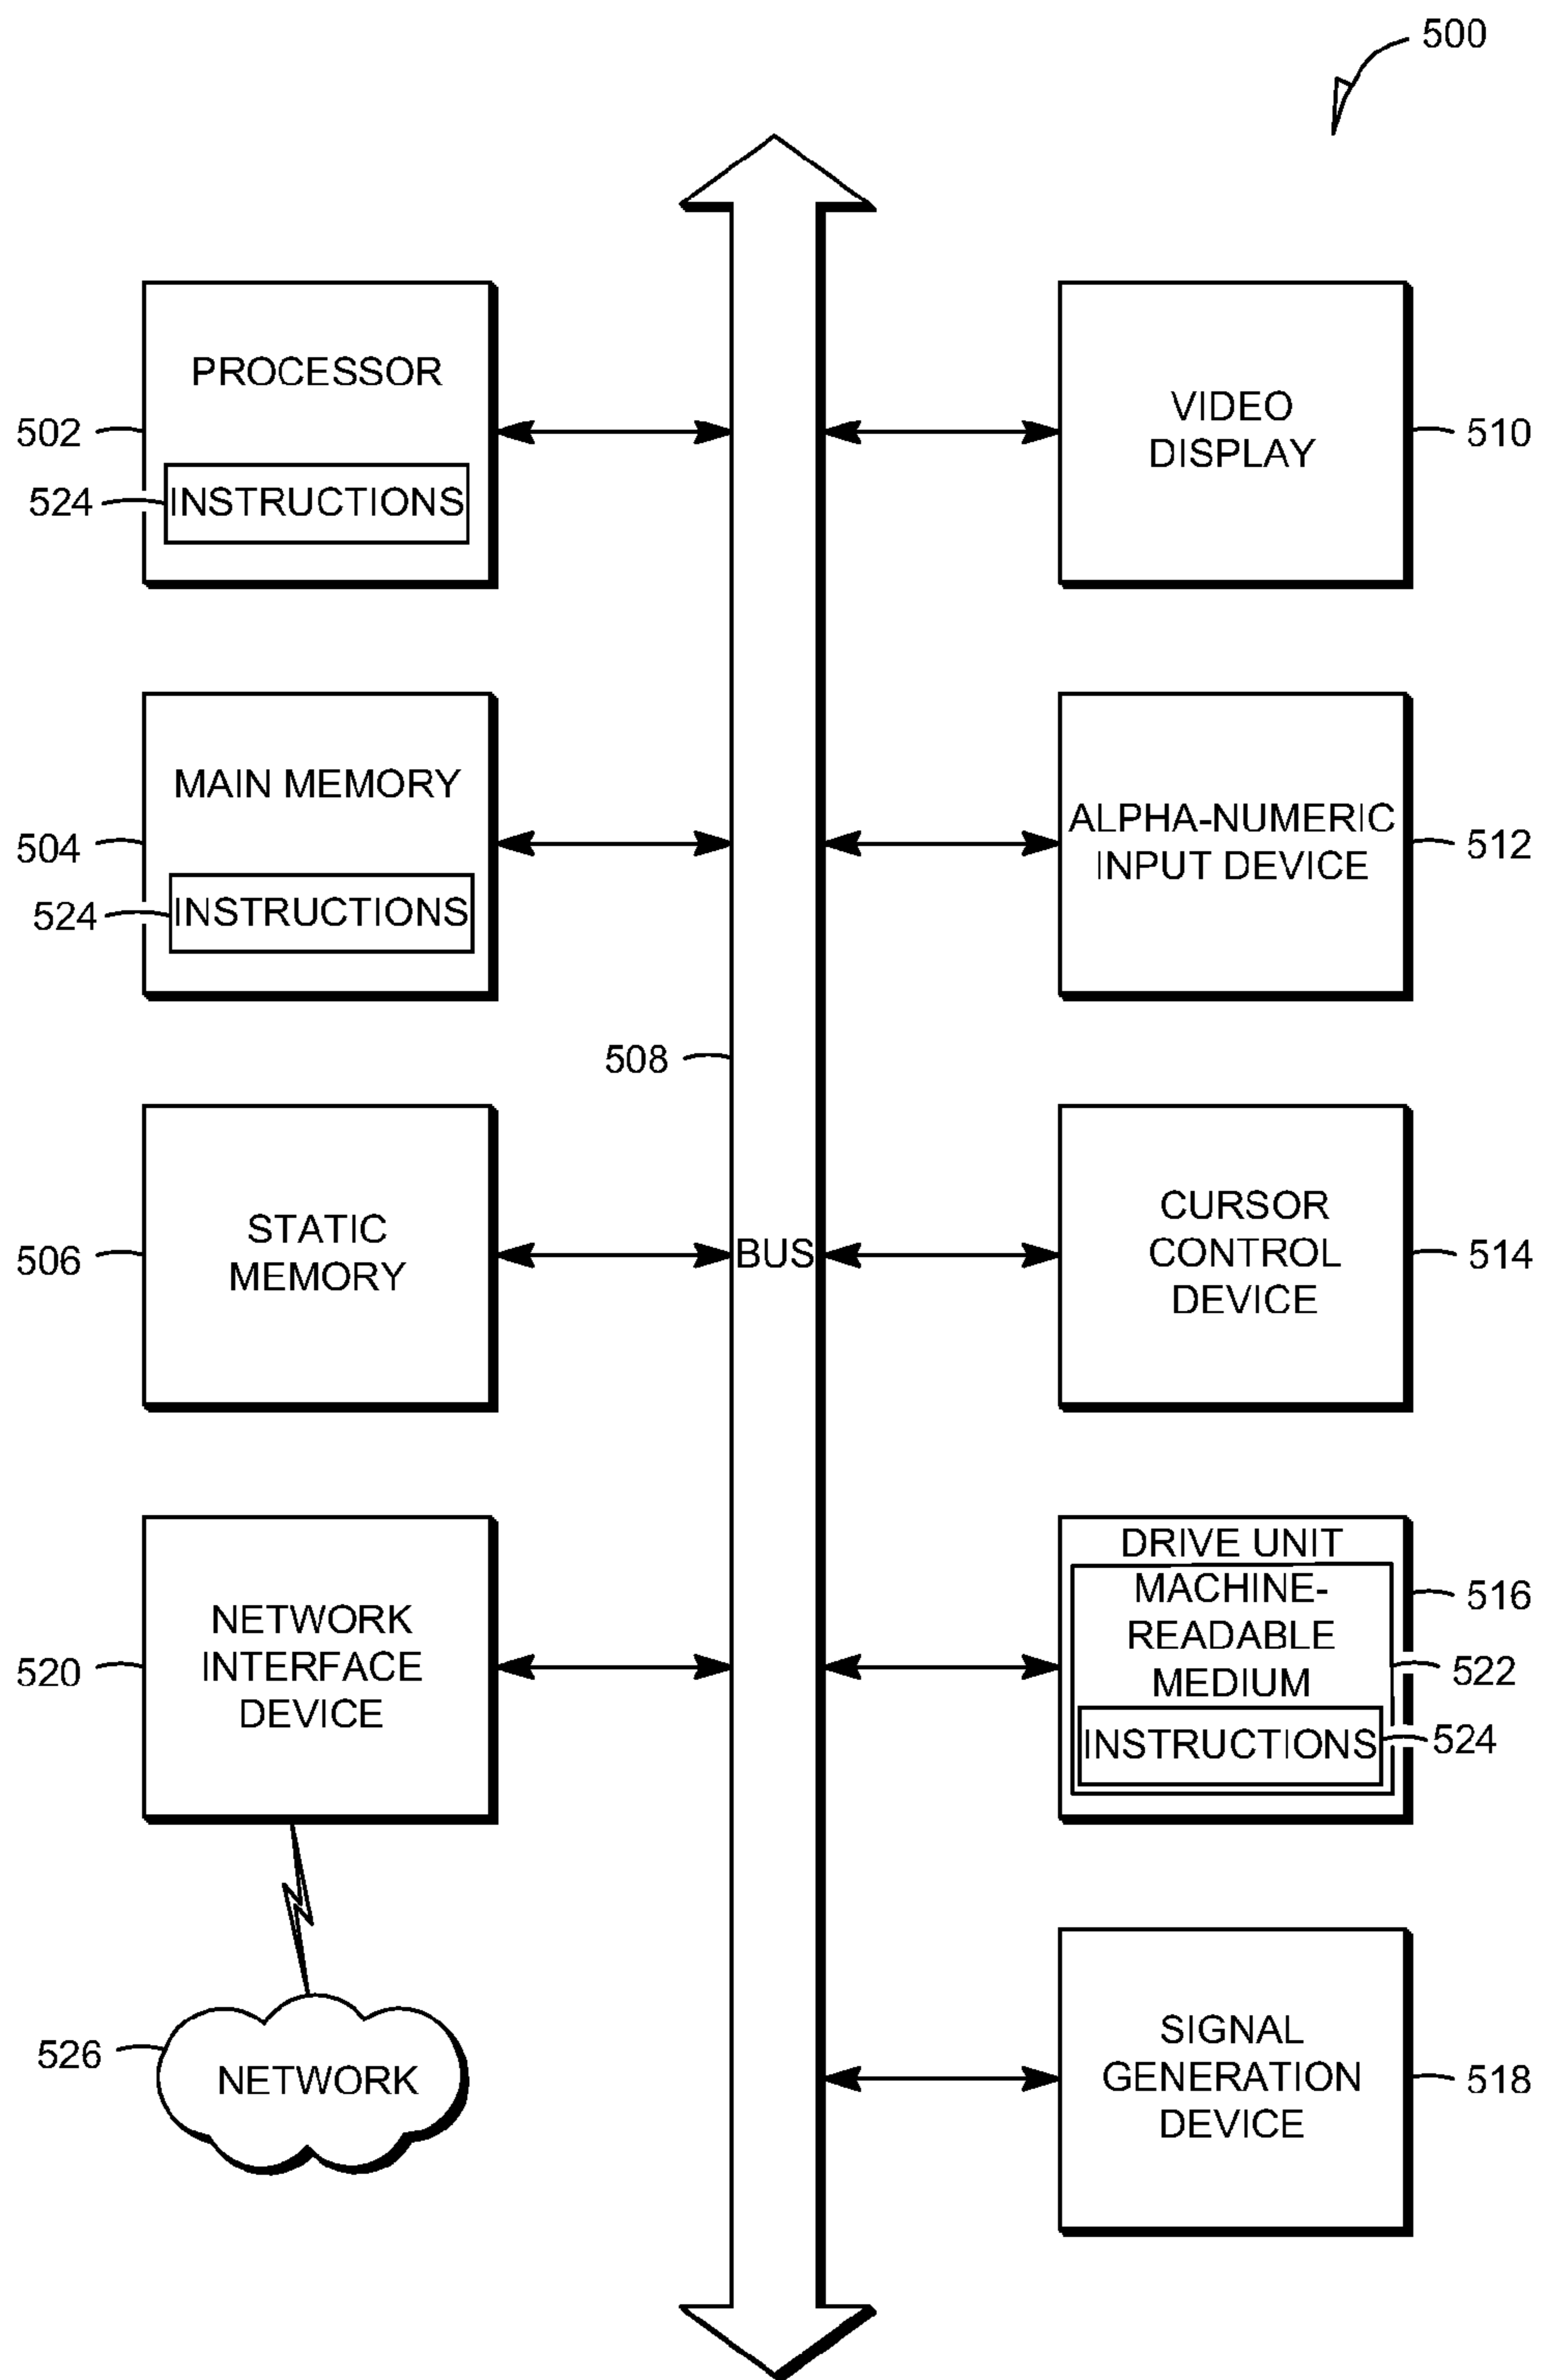 500
PROCESSOR
502
524
INSTRUCTIONS
VIDEO
DISPLAY
510
MAIN MEMORY
504
524
INSTRUCTIONS
ALPHA-NUMERIC
INPUT DEVICE
512
508
BUS
STATIC
MEMORY
506
CURSOR
CONTROL
DEVICE
514
NETWORK
INTERFACE
DEVICE
520
DRIVE UNIT
MACHINE-
READABLE
MEDIUM
INSTRUCTIONS
516
522
524
526
NETWORK
SIGNAL
GENERATION
DEVICE
518